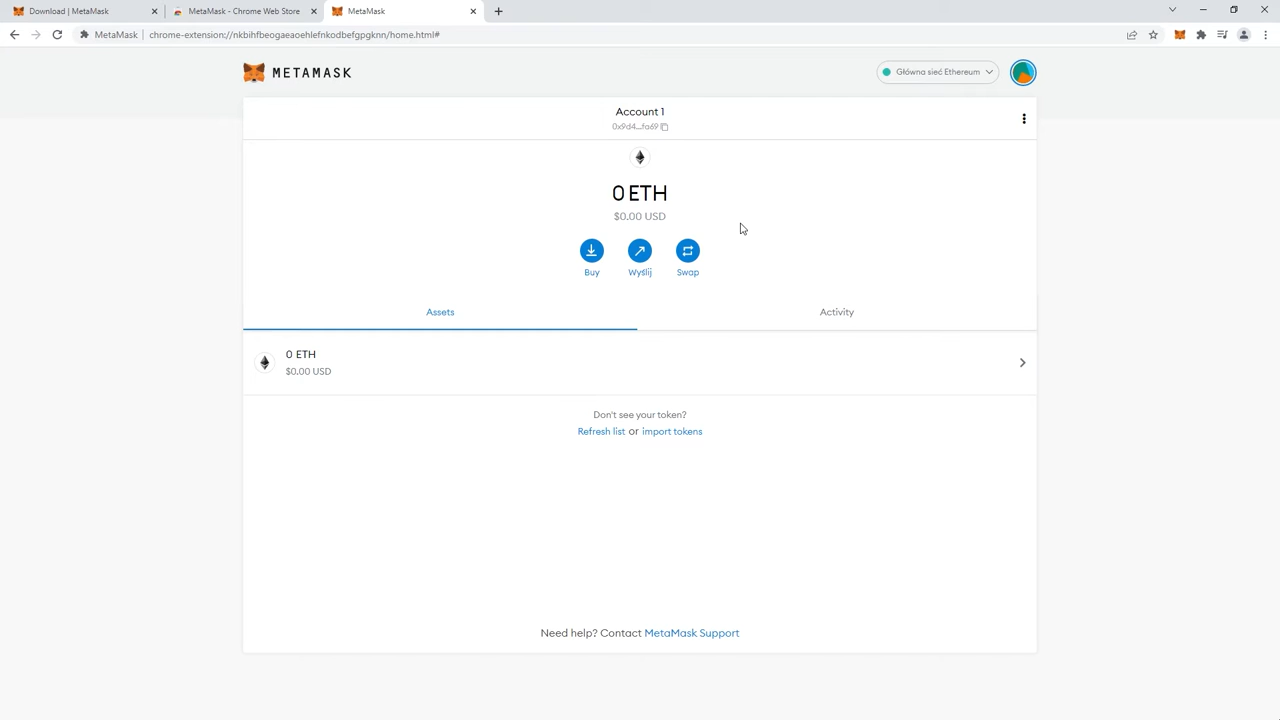 Download | MetaMask
MetaMask - Chrome Web Store
MetaMask
MetaMask
chrome-extension://nkbihfbeogaeaoehlefnkodbefgpgknn/home.html#
METAMASK
Główna sieć Ethereum
Account 1
0x9d4...fa69
0 ETH
$0.00 USD
Buy
Wyślij
Swap
Assets
Activity
0 ETH
$0.00 USD
Don't see your token?
Refresh list or import tokens
Need help? Contact MetaMask Support